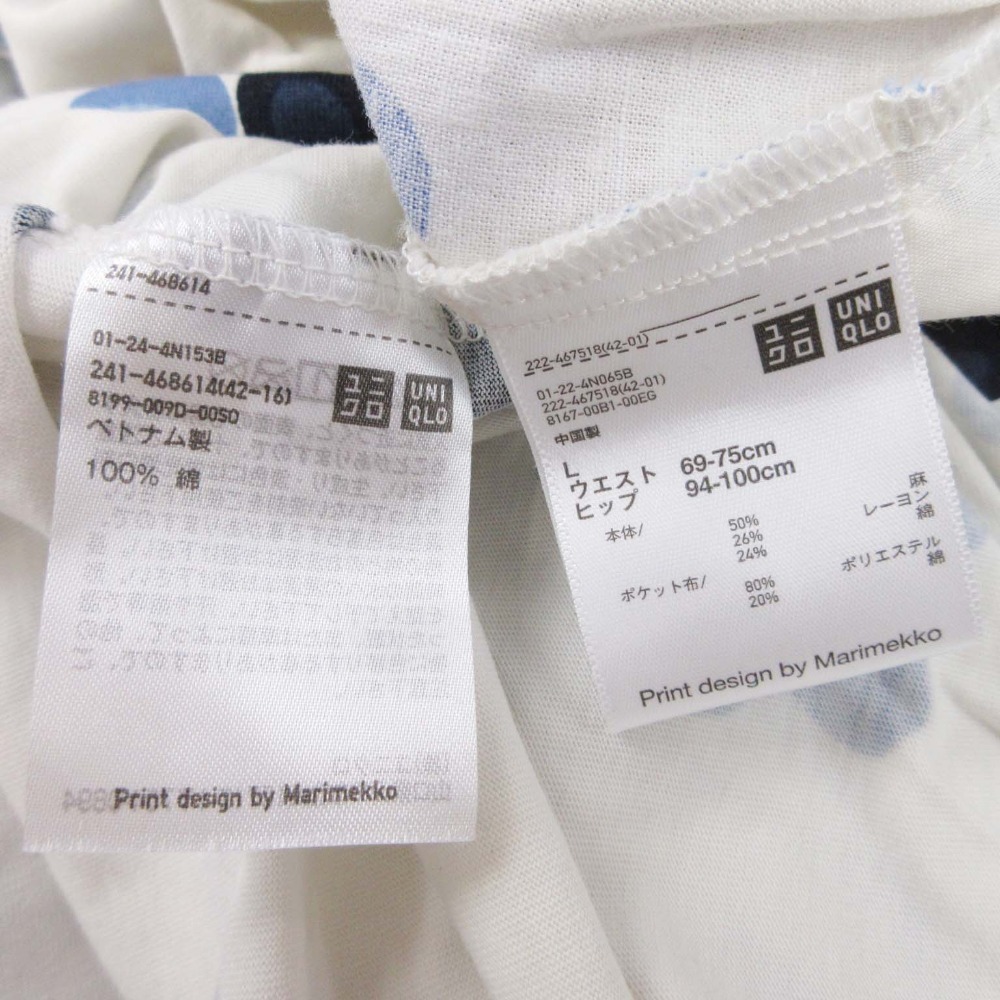 241-468614
01-24-4N153B
241-468614(42-16)
8199-009D-00S0
ベトナム製
100% 綿
ユニクロ
UNIQLO
Print design by Marimekko
222-467518(42-01)
01-22-4N065B
222-467518(42-01)
8167-00B1-00EG
中国製
ユニクロ
UNIQLO
L
ウエスト 69-75cm
ヒップ 94-100cm
本体/ 50% 麻
26% レーヨン
24% 綿
ポケット布/ 80% ポリエステル
20% 綿
Print design by Marimekko